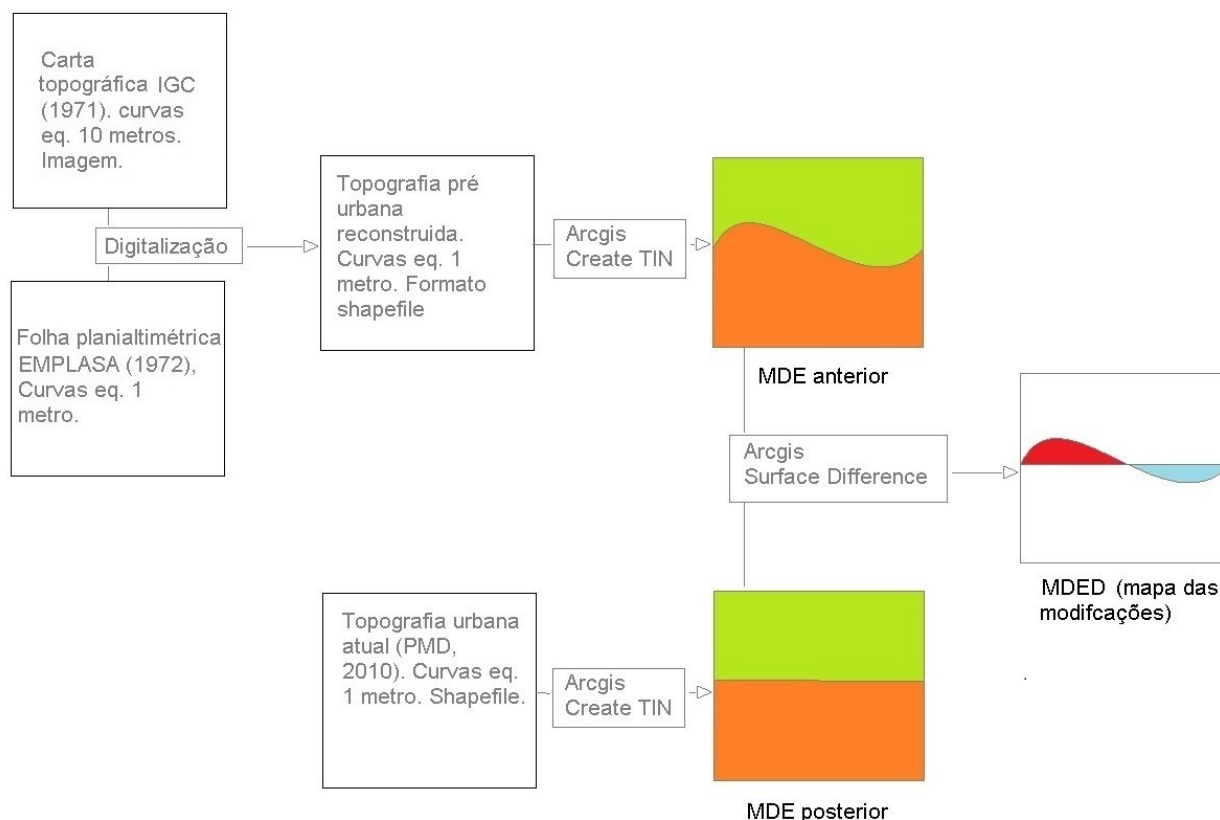 Carta
topográfica IGC
(1971). curvas
eq. 10 metros.
Imagem.
Digitalização
Folha planialtimétrica
EMPLASA (1972),
Curvas eq. 1
metro.
Topografia pré
urbana
reconstruida.
Curvas eq. 1
metro. Formato
shapefile
Arcgis
Create TIN
MDE anterior
Arcgis
Surface Difference
MDED (mapa das
modifcações)
Topografia urbana
atual (PMD,
2010). Curvas eq.
1 metro. Shapefile.
Arcgis
Create TIN
MDE posterior